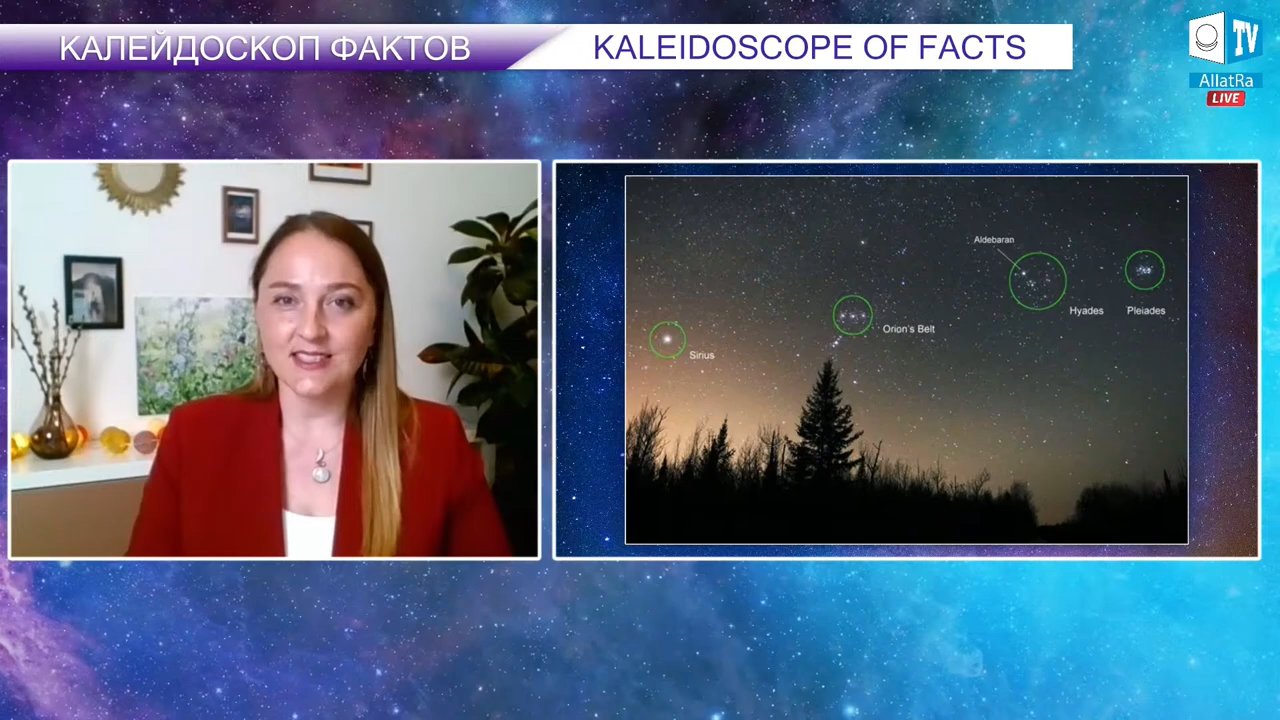 КАЛЕЙДОСКОП ФАКТОВ
KALEIDOSCOPE OF FACTS
TV
AllatRa
LIVE
Aldebaran
Hyades
Pleiades
Orion's Belt
Sirius